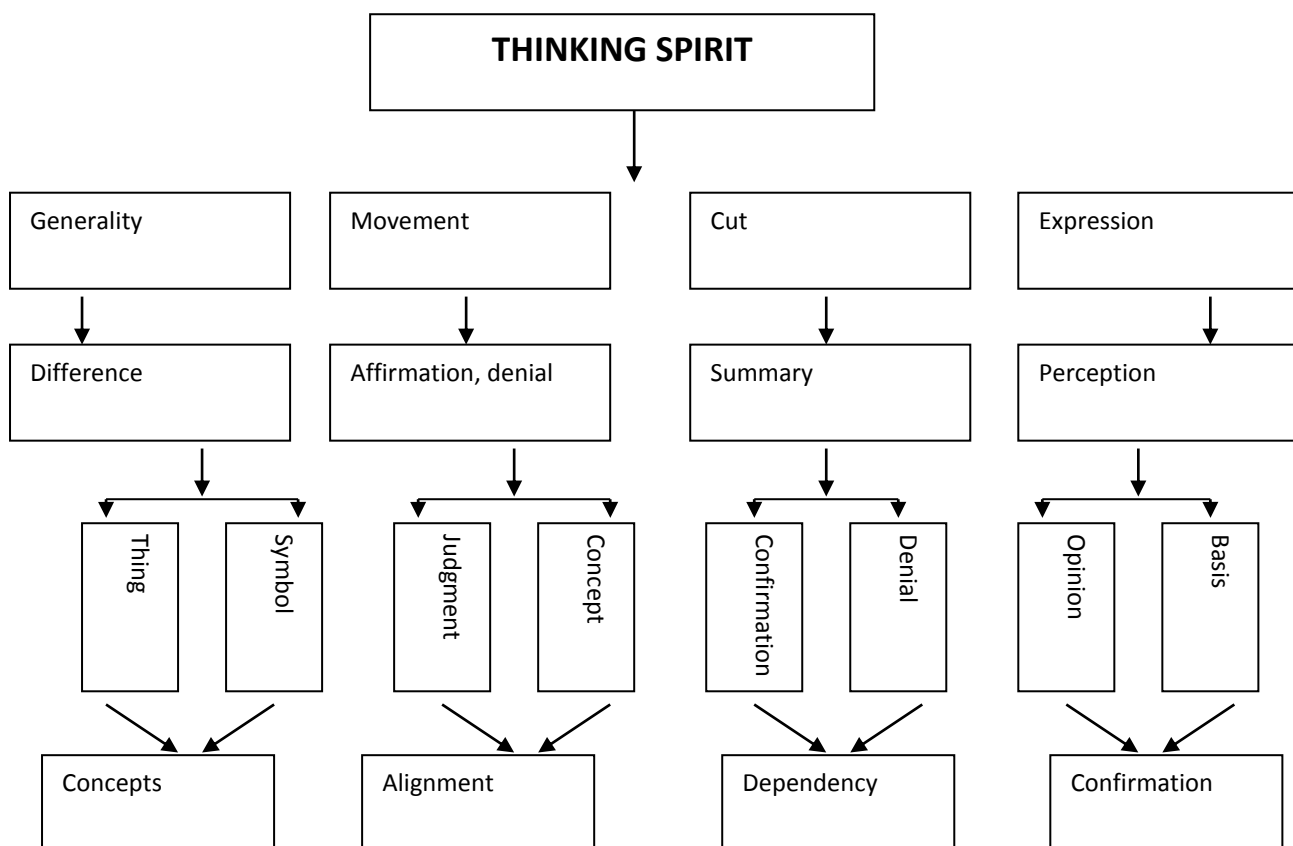 THINKING SPIRIT
Generality
Movement
Cut
Expression
Difference
Affirmation, denial
Summary
Perception
Thing
Symbol
Judgment
Concept
Confirmation
Denial
Opinion
Basis
Concepts
Alignment
Dependency
Confirmation